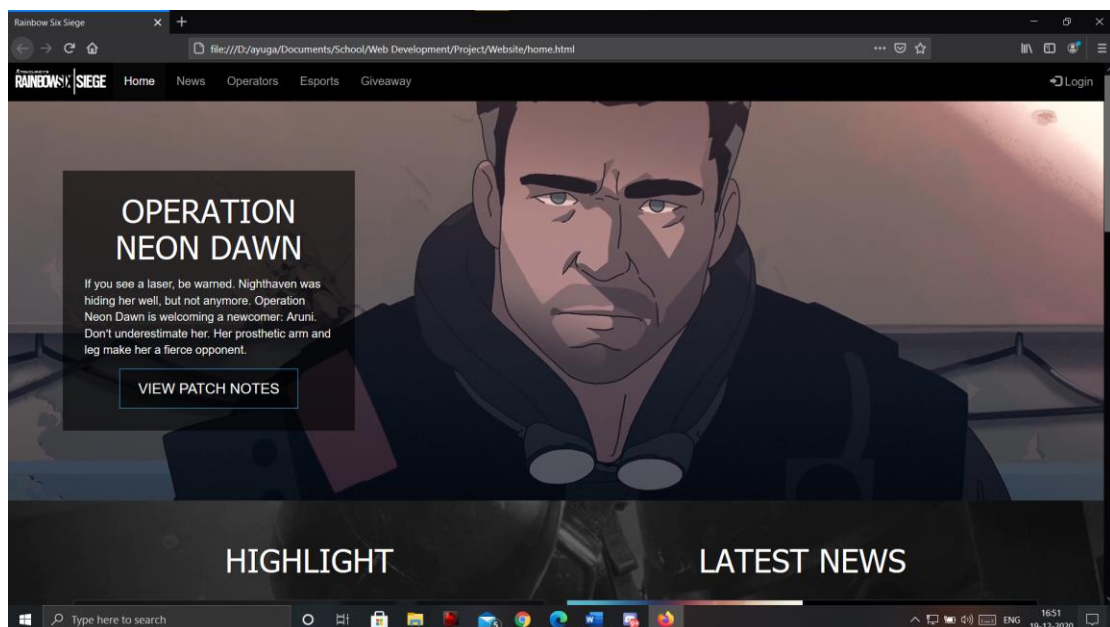 Rainbow Six Siege
file:///D:/ayuga/Documents/School/Web Development/Project/Website/home.html
RAINBOW SIX SIEGE Home News Operators Esports Giveaway Login
OPERATION
NEON DAWN
If you see a laser, be warned. Nighthaven was
hiding her well, but not anymore. Operation
Neon Dawn is welcoming a newcomer: Aruni.
Don't underestimate her. Her prosthetic arm and
leg make her a fierce opponent.
VIEW PATCH NOTES
HIGHLIGHT
LATEST NEWS
Type here to search
ENG
16:51
19-12-2020